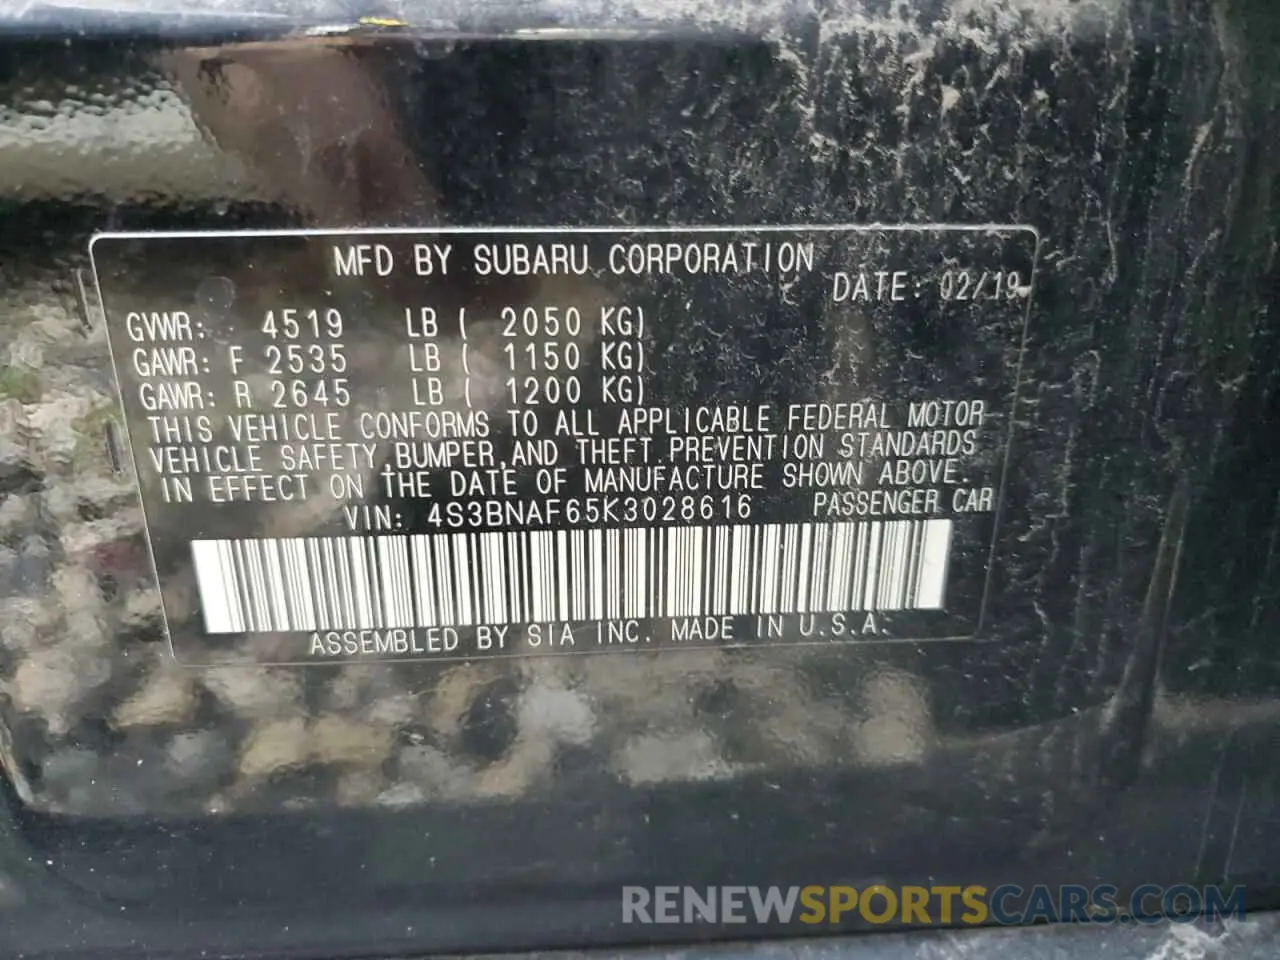 MFD BY SUBARU CORPORATION
DATE: 02/19
GVWR: 4519 LB ( 2050 KG)
GAWR: F 2535 LB ( 1150 KG)
GAWR: R 2645 LB ( 1200 KG)
THIS VEHICLE CONFORMS TO ALL APPLICABLE FEDERAL MOTOR
VEHICLE SAFETY,BUMPER,AND THEFT PREVENTION STANDARDS
IN EFFECT ON THE DATE OF MANUFACTURE SHOWN ABOVE.
VIN: 4S3BNAF65K3028616 PASSENGER CAR
ASSEMBLED BY SIA INC. MADE IN U.S.A.
RENEWSPORTSCARS.COM